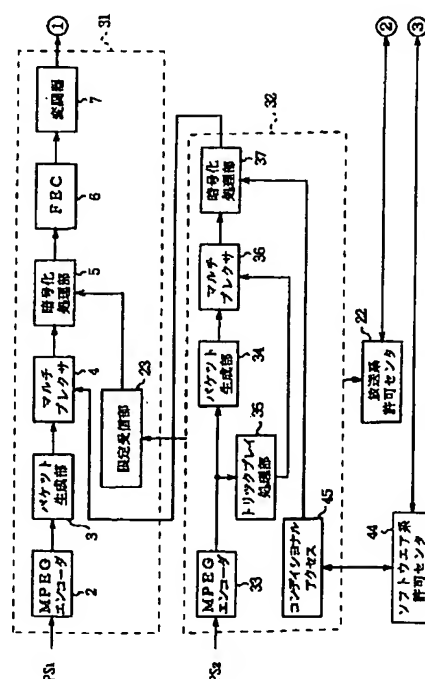 31
PS₁
MPEG
エンコーダ
2
パケット
生成部
3
マルチ
プレクサ
4
暗号化
処理部
5
FEC
6
変調器
7
①
限定受信部
23
32
PS₂
MPEG
エンコーダ
33
パケット
生成部
34
トリックプレイ
処理部
35
マルチ
プレクサ
36
暗号化
処理部
37
コンディショナル
アクセス
45
放送系
許可センタ
22
②
ソフトウエア系
許可センタ
44
③